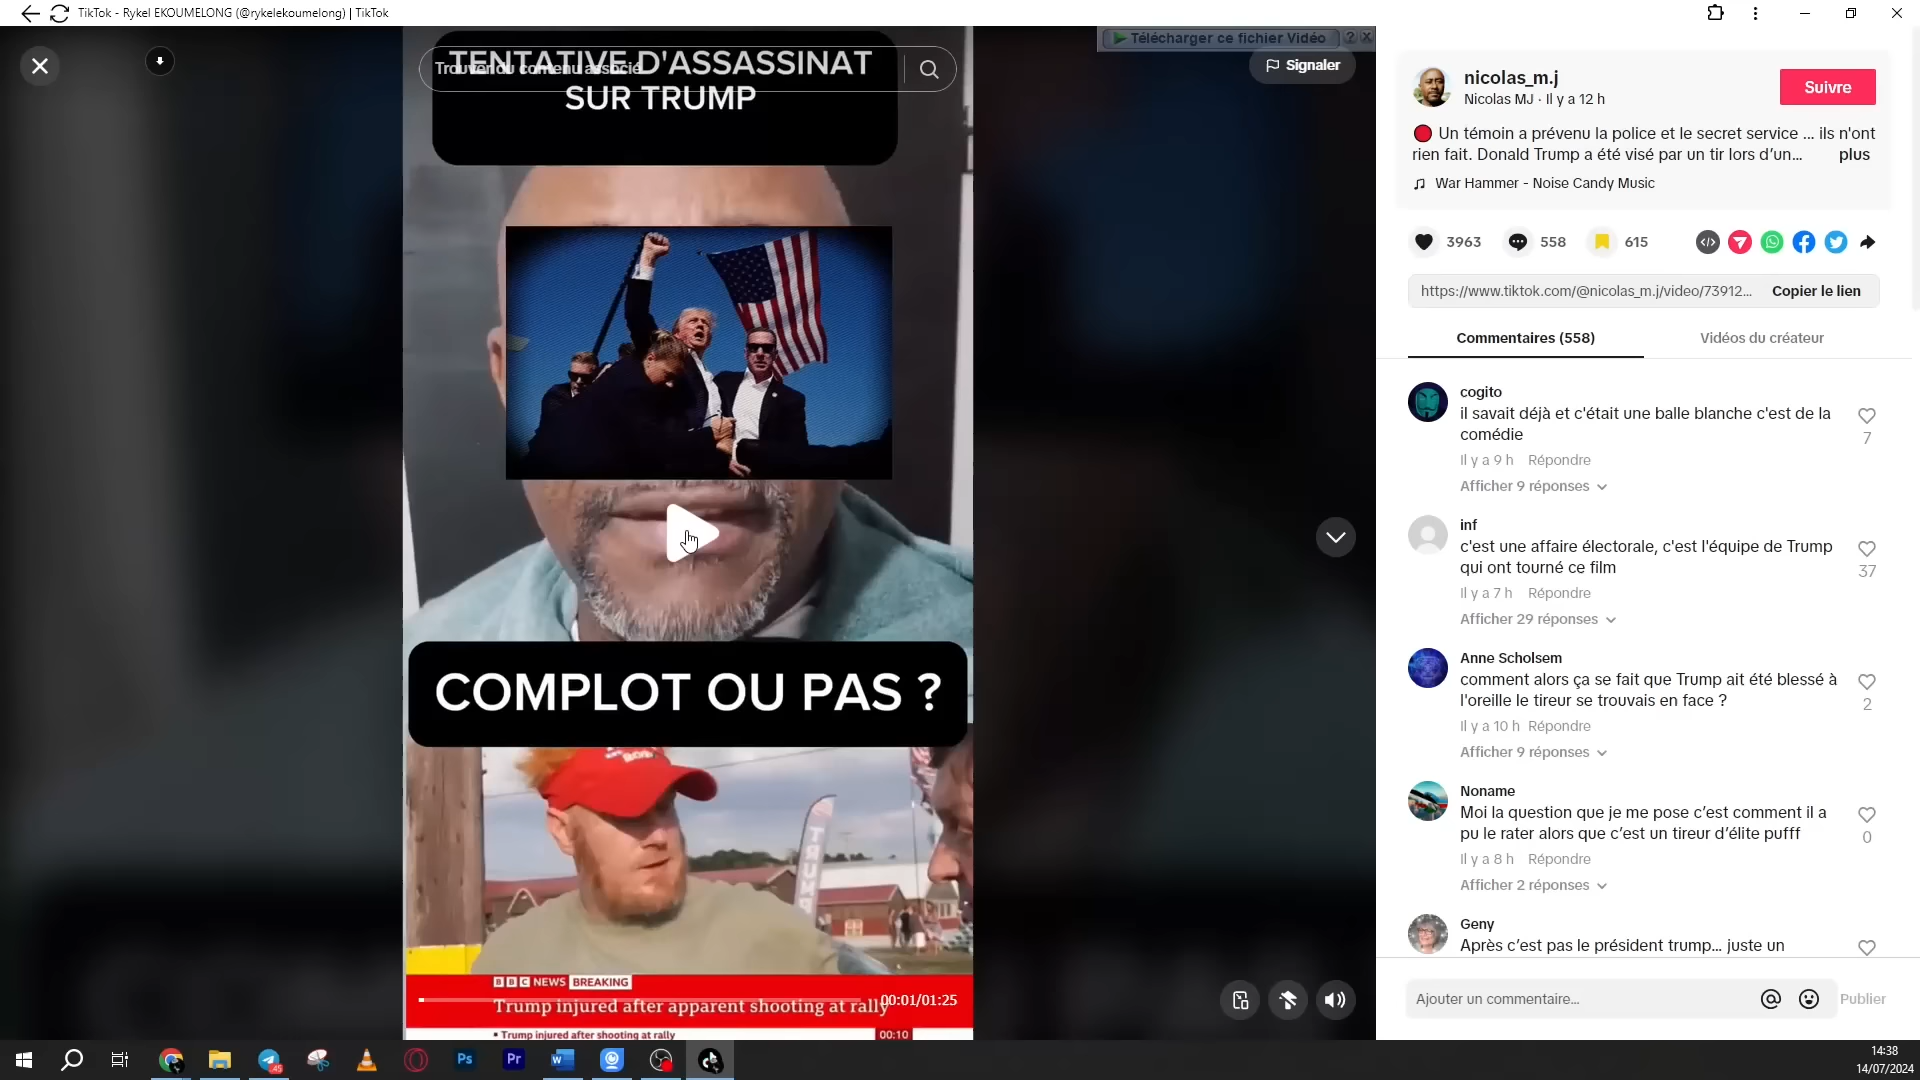 TikTok - Rykel EKOUMELONG (@rykelekoumelong) | TikTok
Télécharger ce fichier Vidéo
?
TENTATIVE D'ASSASSINAT
SUR TRUMP
Signaler
COMPLOT OU PAS ?
TRUMP
BBC NEWS BREAKING
Trump injured after apparent shooting at rally
00:01/01:25
• Trump injured after shooting at rally
00:10
nicolas_m.j
Nicolas MJ · Il y a 12 h
Suivre
Un témoin a prévenu la police et le secret service ... ils n'ont
rien fait. Donald Trump a été visé par un tir lors d’un... plus
War Hammer - Noise Candy Music
3963 558 615
https://www.tiktok.com/@nicolas_m.j/video/73912... Copier le lien
Commentaires (558) Vidéos du créateur
cogito
il savait déjà et c'était une balle blanche c'est de la
comédie
7
Il y a 9 h Répondre
Afficher 9 réponses
inf
c'est une affaire électorale, c'est l'équipe de Trump
qui ont tourné ce film
37
Il y a 7 h Répondre
Afficher 29 réponses
Anne Scholsem
comment alors ça se fait que Trump ait été blessé à
l'oreille le tireur se trouvais en face ?
2
Il y a 10 h Répondre
Afficher 9 réponses
Noname
Moi la question que je me pose c’est comment il a
pu le rater alors que c’est un tireur d’élite pufff
0
Il y a 8 h Répondre
Afficher 2 réponses
Geny
Après c’est pas le président trump... juste un
Ajouter un commentaire...
Publier
45
Ps
Pr
W
14:38
14/07/2024